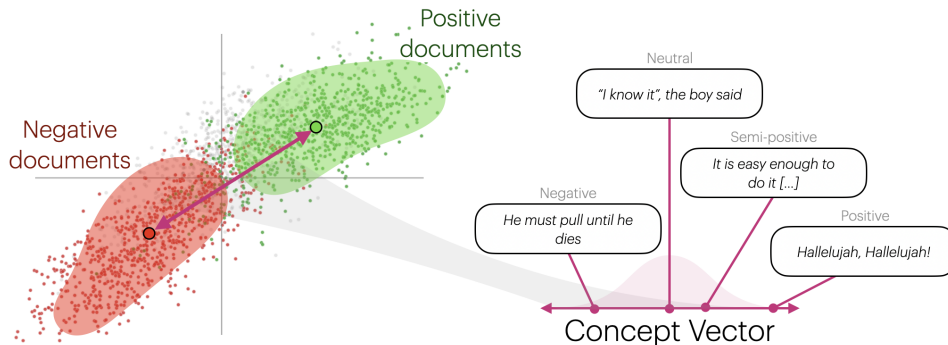 Positive
documents
Negative
documents
Neutral
“I know it”, the boy said
Semi-positive
It is easy enough to
do it [...]
Negative
He must pull until he
dies
Positive
Hallelujah, Hallelujah!
Concept Vector